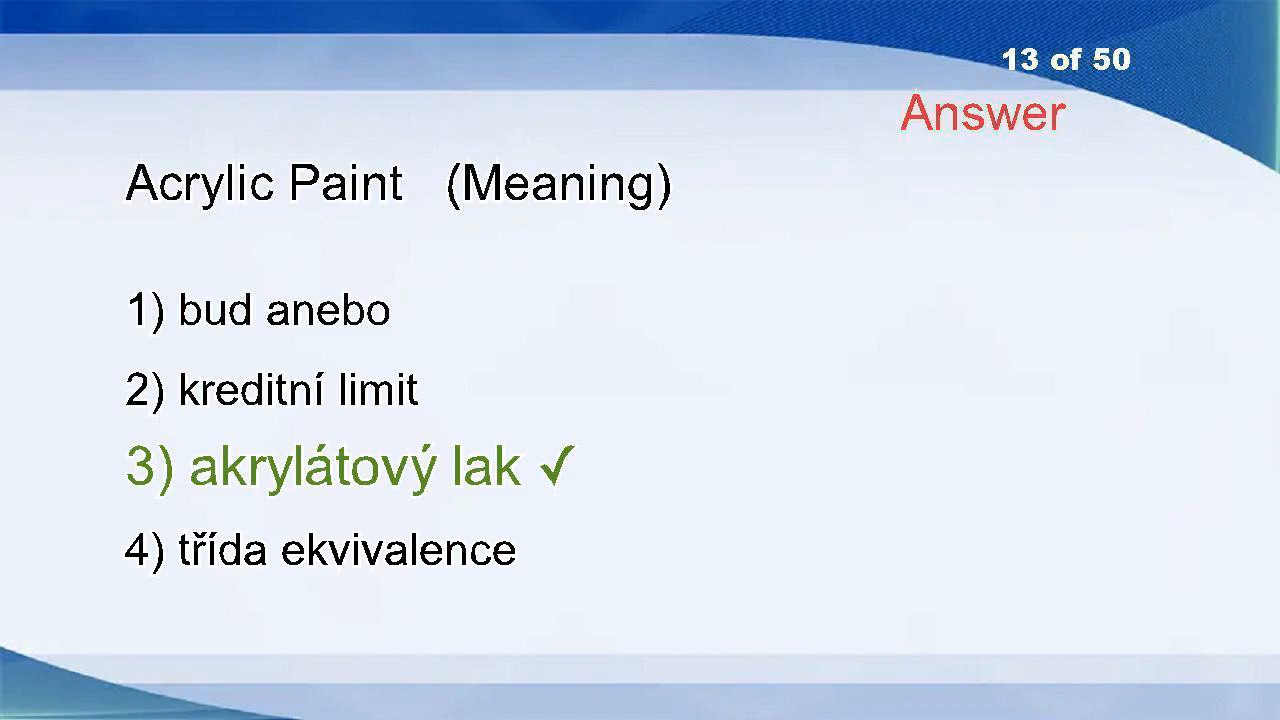 13 of 50
Answer
Acrylic Paint (Meaning)
1) bud anebo
2) kreditní limit
3) akrylátový lak ✓
4) třída ekvivalence